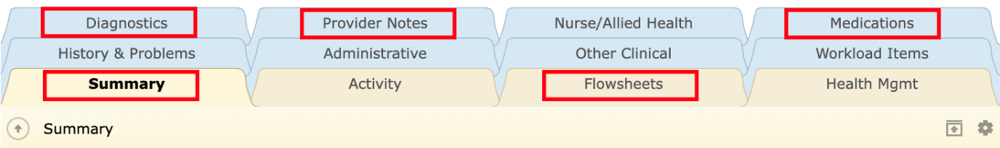 Diagnostics Provider Notes Nurse/Allied Health Medications
History & Problems Administrative Other Clinical Workload Items
Summary Activity Flowsheets Health Mgmt
Summary